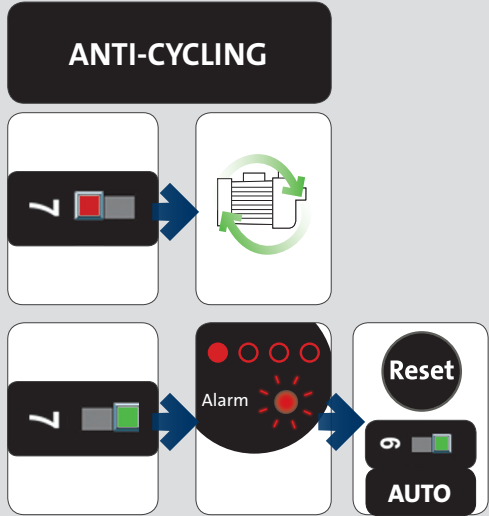 ANTI-CYCLING
7
7
Alarm
Reset
6
AUTO